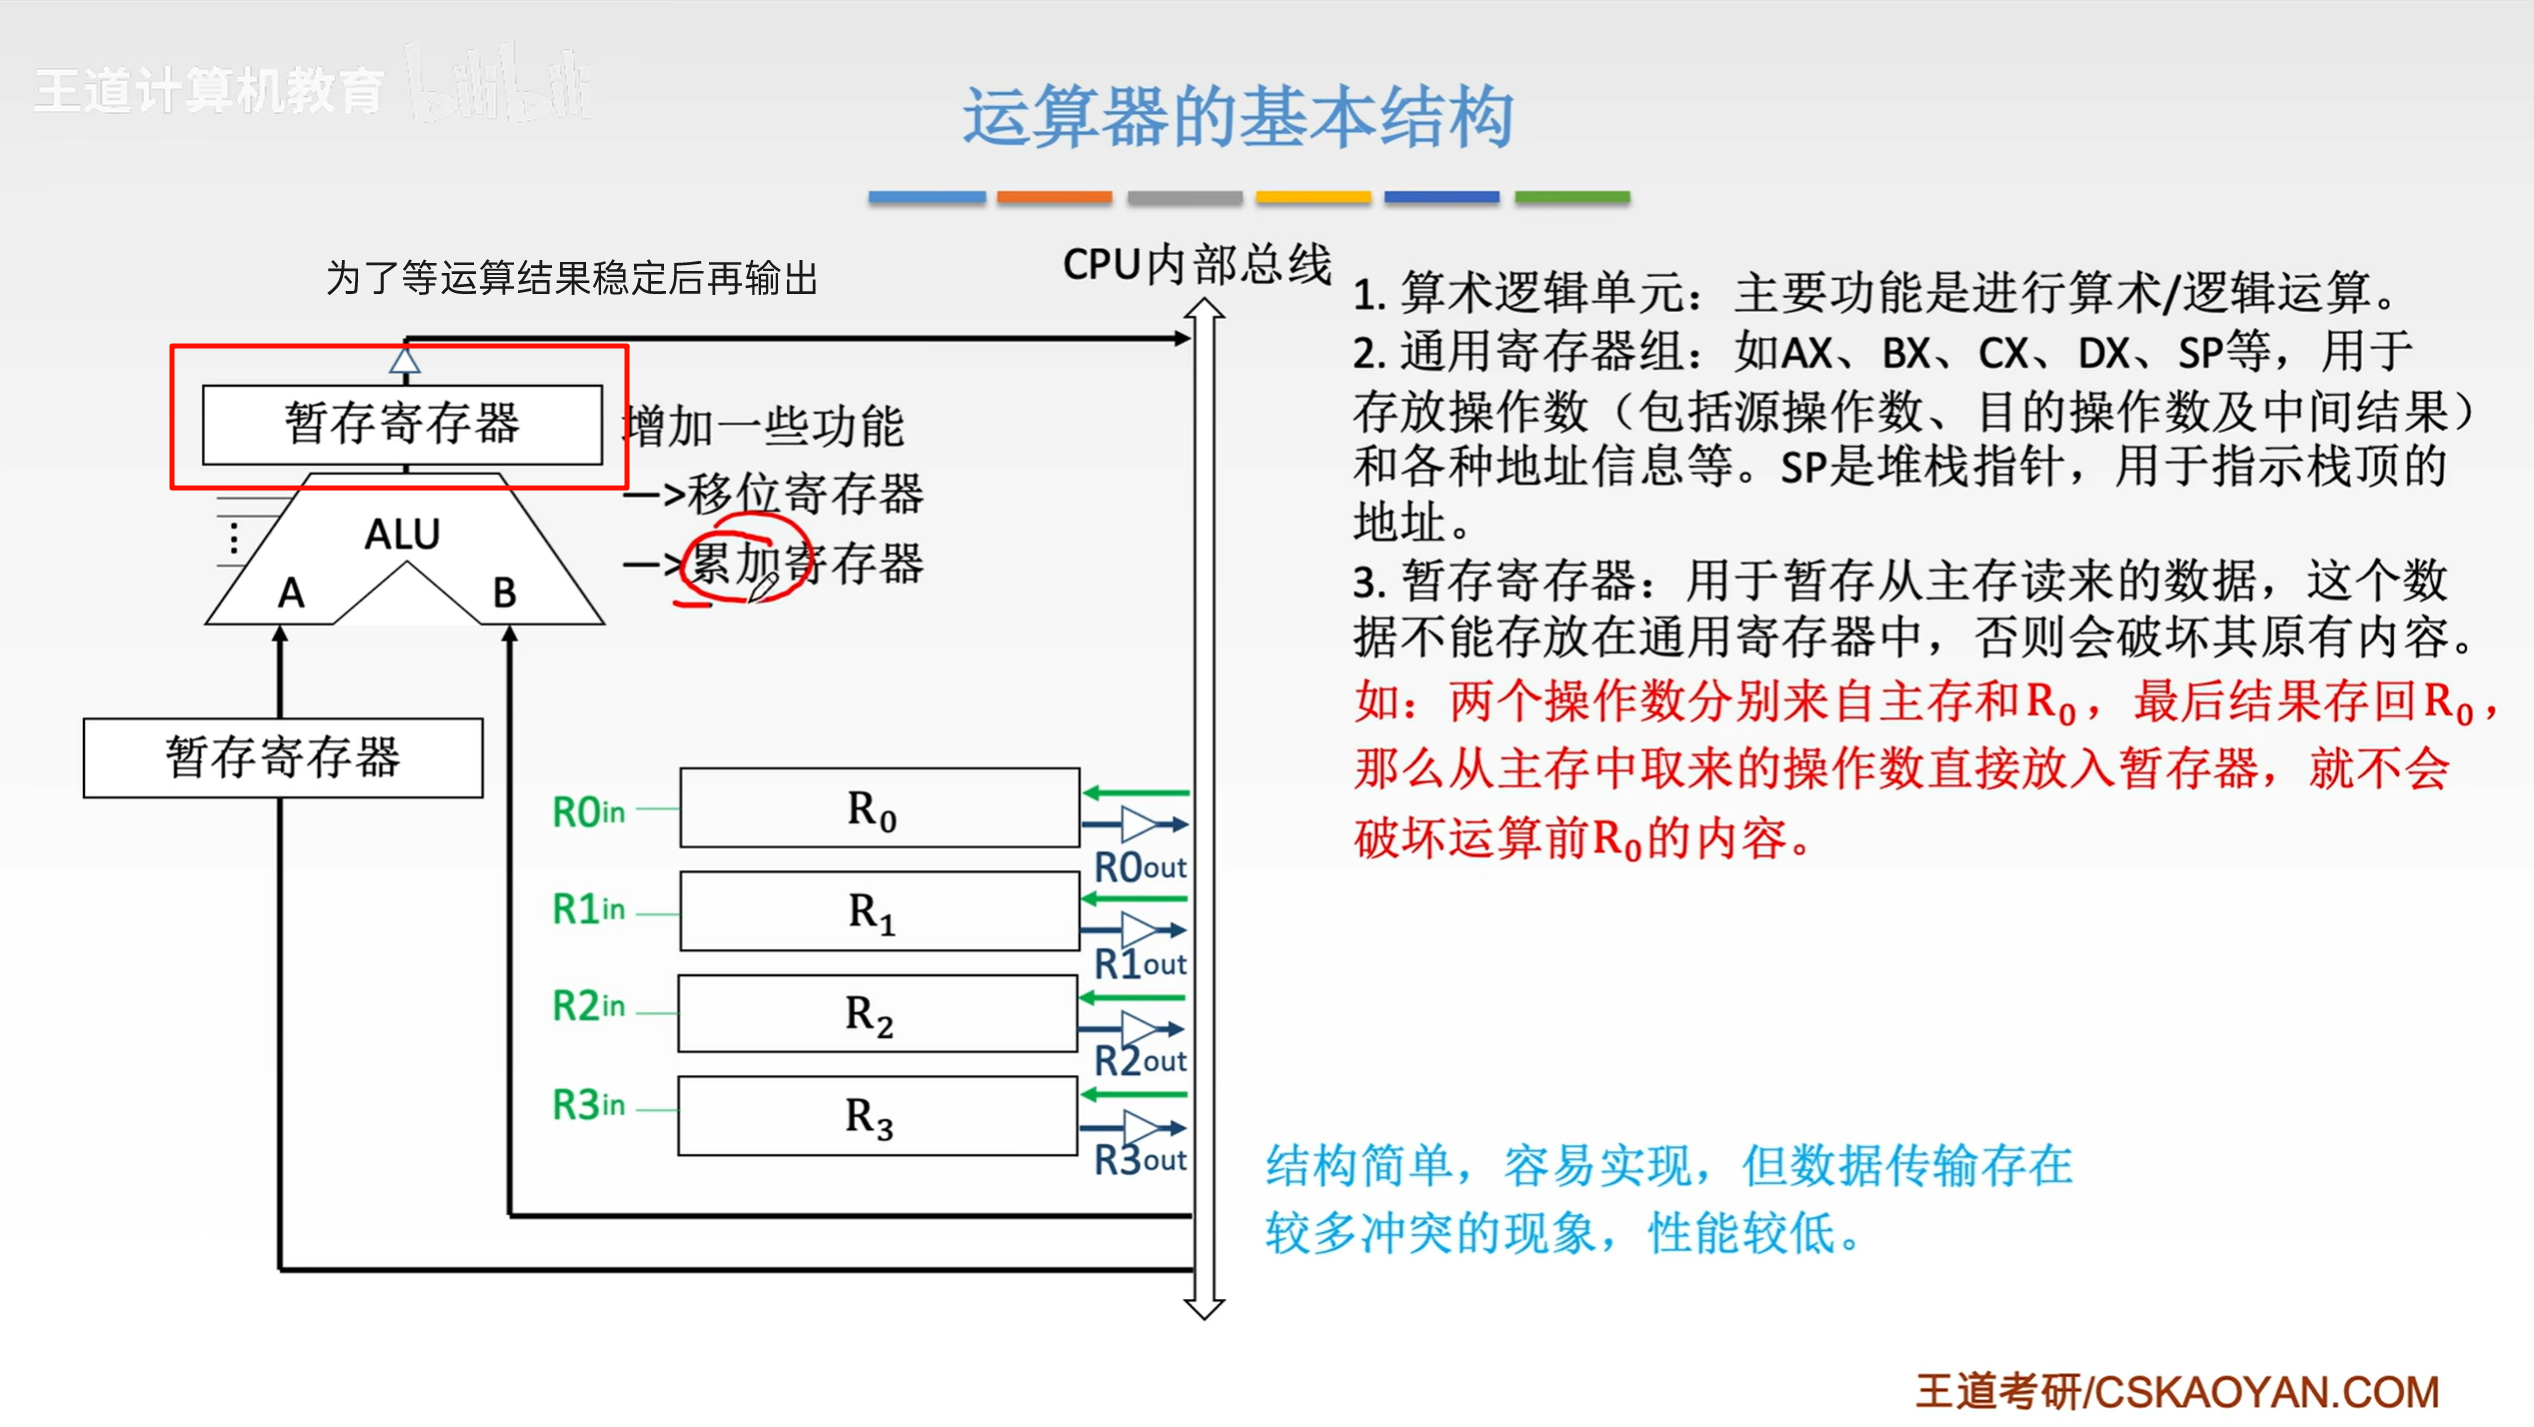 王道计算机教育 bilibili
运算器的基本结构
为了等运算结果稳定后再输出
CPU内部总线
暂存寄存器
增加一些功能
—>移位寄存器
—>累加寄存器
ALU
A
B
暂存寄存器
R0in
R0
R0out
R1in
R1
R1out
R2in
R2
R2out
R3in
R3
R3out
1. 算术逻辑单元：主要功能是进行算术/逻辑运算。
2. 通用寄存器组：如AX、BX、CX、DX、SP等，用于
存放操作数（包括源操作数、目的操作数及中间结果）
和各种地址信息等。SP是堆栈指针，用于指示栈顶的
地址。
3. 暂存寄存器：用于暂存从主存读来的数据，这个数
据不能存放在通用寄存器中，否则会破坏其原有内容。
如：两个操作数分别来自主存和R0，最后结果存回R0，
那么从主存中取来的操作数直接放入暂存器，就不会
破坏运算前R0的内容。
结构简单，容易实现，但数据传输存在
较多冲突的现象，性能较低。
王道考研/CSKAOYAN.COM